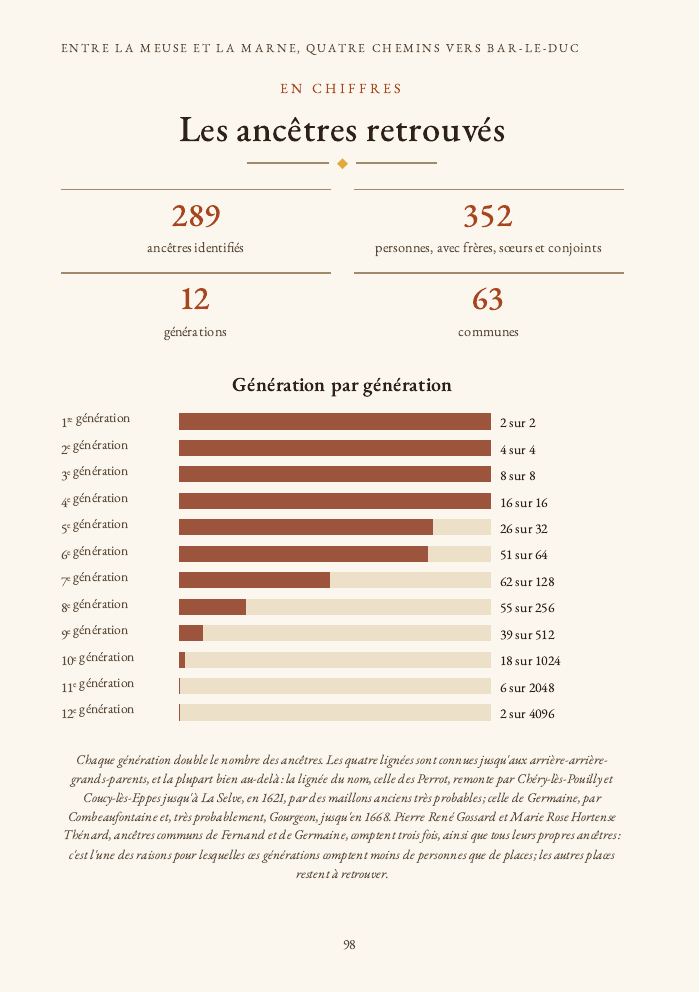 ENTRE LA MEUSE ET LA MARNE, QUATRE CHEMINS VERS BAR-LE-DUC
EN CHIFFRES
Les ancêtres retrouvés
289
ancêtres identifiés
352
personnes, avec frères, sœurs et conjoints
12
générations
63
communes
Génération par génération
1re génération 2 sur 2
2e génération 4 sur 4
3e génération 8 sur 8
4e génération 16 sur 16
5e génération 26 sur 32
6e génération 51 sur 64
7e génération 62 sur 128
8e génération 55 sur 256
9e génération 39 sur 512
10e génération 18 sur 1024
11e génération 6 sur 2048
12e génération 2 sur 4096
Chaque génération double le nombre des ancêtres. Les quatre lignées sont connues jusqu'aux arrière-arrière-
grands-parents, et la plupart bien au-delà : la lignée du nom, celle des Perrot, remonte par Chéry-lès-Pouilly et
Coucy-lès-Eppes jusqu'à La Selve, en 1621, par des maillons anciens très probables ; celle de Germaine, par
Combeaufontaine et, très probablement, Gourgeon, jusqu'en 1668. Pierre René Gossard et Marie Rose Hortense
Thénard, ancêtres communs de Fernand et de Germaine, comptent trois fois, ainsi que tous leurs propres ancêtres :
c'est l'une des raisons pour lesquelles ces générations comptent moins de personnes que de places ; les autres places
restent à retrouver.
98